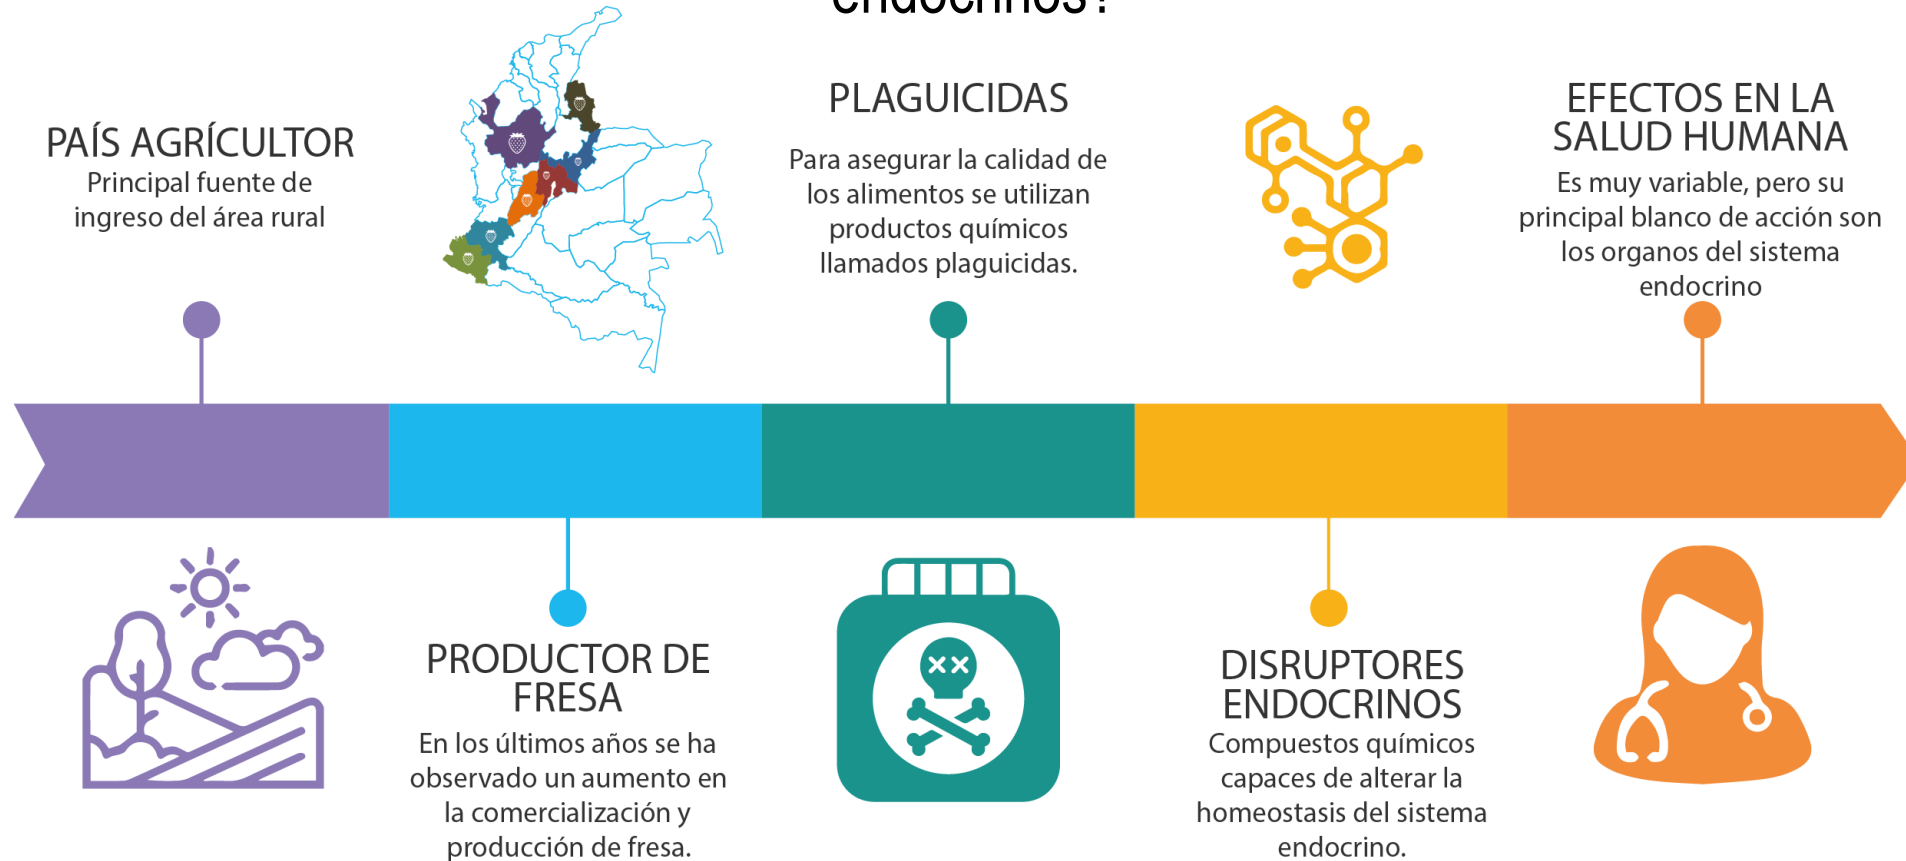 endocrinos?
PAÍS AGRÍCULTOR
Principal fuente de
ingreso del área rural
PRODUCTOR DE
FRESA
En los últimos años se ha
observado un aumento en
la comercialización y
producción de fresa.
PLAGUICIDAS
Para asegurar la calidad de
los alimentos se utilizan
productos químicos
llamados plaguicidas.
DISRUPTORES
ENDOCRINOS
Compuestos químicos
capaces de alterar la
homeostasis del sistema
endocrino.
EFECTOS EN LA
SALUD HUMANA
Es muy variable, pero su
principal blanco de acción son
los organos del sistema
endocrino